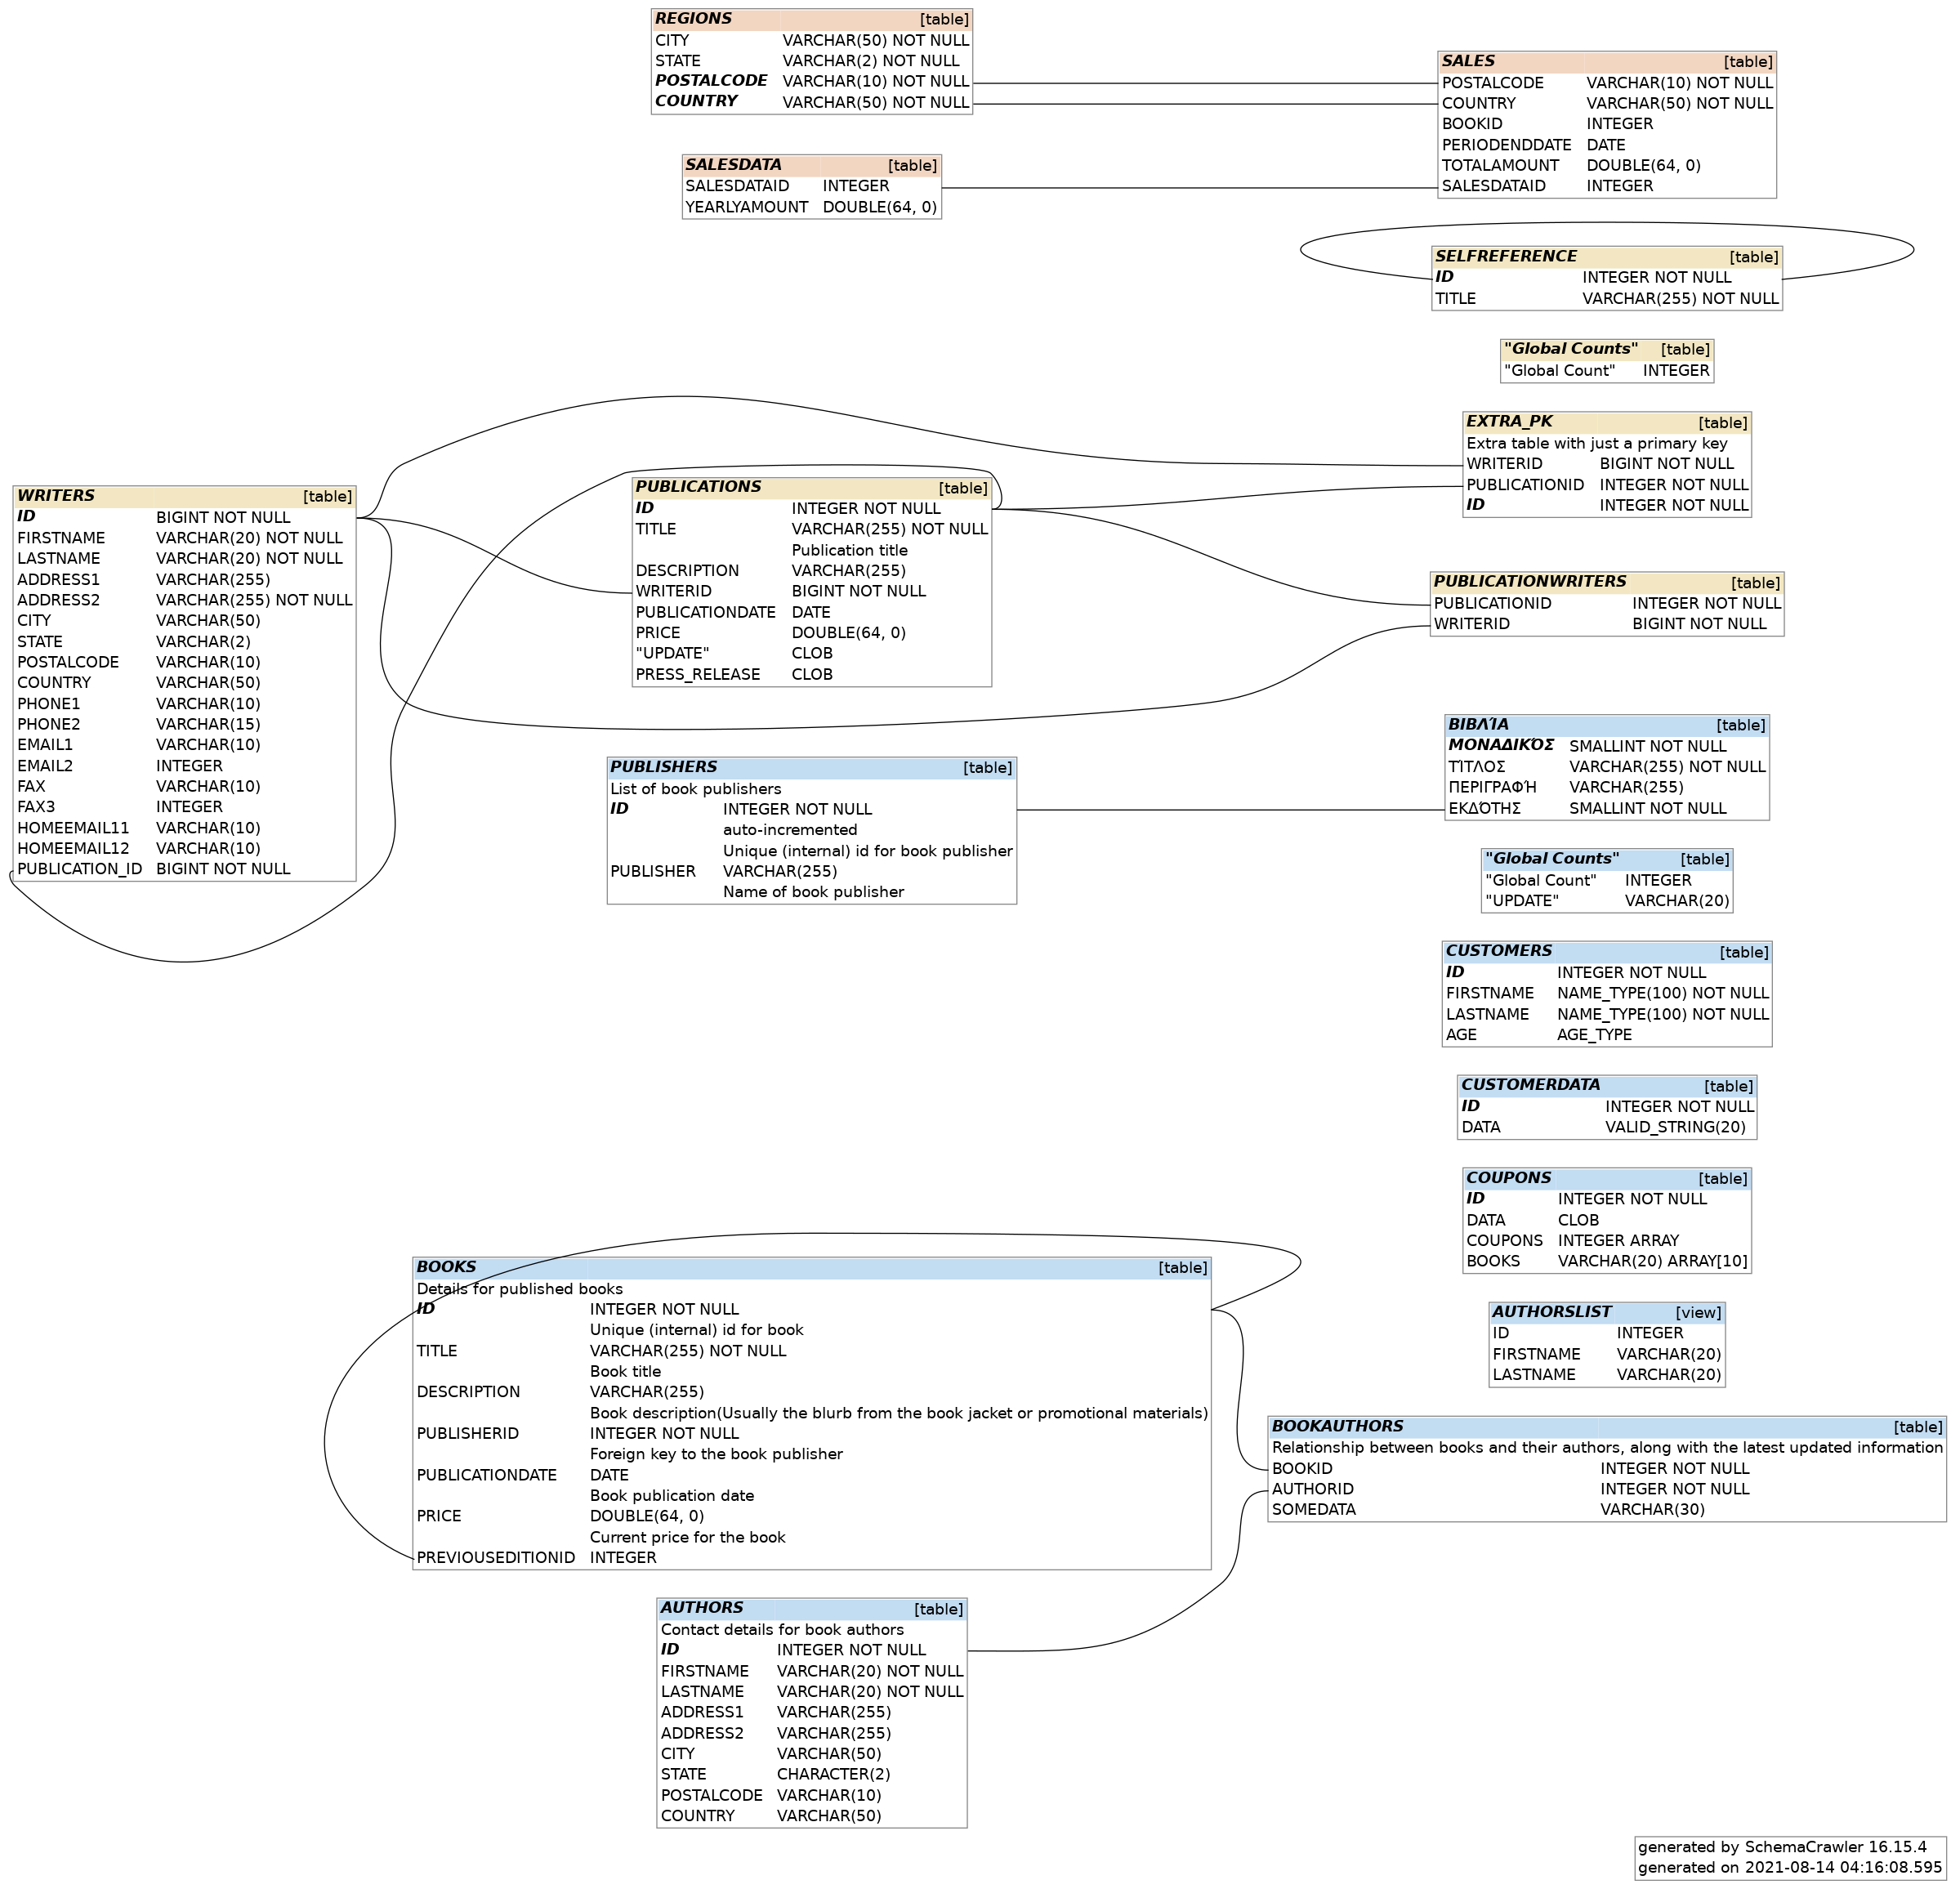 REGIONS [table]
CITY VARCHAR(50) NOT NULL
STATE VARCHAR(2) NOT NULL
POSTALCODE VARCHAR(10) NOT NULL
COUNTRY VARCHAR(50) NOT NULL
SALES [table]
POSTALCODE VARCHAR(10) NOT NULL
COUNTRY VARCHAR(50) NOT NULL
BOOKID INTEGER
PERIODENDDATE DATE
TOTALAMOUNT DOUBLE(64, 0)
SALESDATAID INTEGER
SALESDATA [table]
SALESDATAID INTEGER
YEARLYAMOUNT DOUBLE(64, 0)
SELFREFERENCE [table]
ID INTEGER NOT NULL
TITLE VARCHAR(255) NOT NULL
"Global Counts" [table]
"Global Count" INTEGER
EXTRA_PK [table]
Extra table with just a primary key
WRITERID BIGINT NOT NULL
PUBLICATIONID INTEGER NOT NULL
ID INTEGER NOT NULL
WRITERS [table]
ID BIGINT NOT NULL
FIRSTNAME VARCHAR(20) NOT NULL
LASTNAME VARCHAR(20) NOT NULL
ADDRESS1 VARCHAR(255)
ADDRESS2 VARCHAR(255) NOT NULL
CITY VARCHAR(50)
STATE VARCHAR(2)
POSTALCODE VARCHAR(10)
COUNTRY VARCHAR(50)
PHONE1 VARCHAR(10)
PHONE2 VARCHAR(15)
EMAIL1 VARCHAR(10)
EMAIL2 INTEGER
FAX VARCHAR(10)
FAX3 INTEGER
HOMEEMAIL11 VARCHAR(10)
HOMEEMAIL12 VARCHAR(10)
PUBLICATION_ID BIGINT NOT NULL
PUBLICATIONS [table]
ID INTEGER NOT NULL
TITLE VARCHAR(255) NOT NULL
Publication title
DESCRIPTION VARCHAR(255)
WRITERID BIGINT NOT NULL
PUBLICATIONDATE DATE
PRICE DOUBLE(64, 0)
"UPDATE" CLOB
PRESS_RELEASE CLOB
PUBLICATIONWRITERS [table]
PUBLICATIONID INTEGER NOT NULL
WRITERID BIGINT NOT NULL
ΒΙΒΛΊΑ [table]
ΜΟΝΑΔΙΚΌΣ SMALLINT NOT NULL
ΤΊΤΛΟΣ VARCHAR(255) NOT NULL
ΠΕΡΙΓΡΑΦΉ VARCHAR(255)
ΕΚΔΌΤΗΣ SMALLINT NOT NULL
PUBLISHERS [table]
List of book publishers
ID INTEGER NOT NULL
auto-incremented
Unique (internal) id for book publisher
PUBLISHER VARCHAR(255)
Name of book publisher
"Global Counts" [table]
"Global Count" INTEGER
"UPDATE" VARCHAR(20)
CUSTOMERS [table]
ID INTEGER NOT NULL
FIRSTNAME NAME_TYPE(100) NOT NULL
LASTNAME NAME_TYPE(100) NOT NULL
AGE AGE_TYPE
CUSTOMERDATA [table]
ID INTEGER NOT NULL
DATA VALID_STRING(20)
COUPONS [table]
ID INTEGER NOT NULL
DATA CLOB
COUPONS INTEGER ARRAY
BOOKS VARCHAR(20) ARRAY[10]
AUTHORSLIST [view]
ID INTEGER
FIRSTNAME VARCHAR(20)
LASTNAME VARCHAR(20)
BOOKS [table]
Details for published books
ID INTEGER NOT NULL
Unique (internal) id for book
TITLE VARCHAR(255) NOT NULL
Book title
DESCRIPTION VARCHAR(255)
Book description(Usually the blurb from the book jacket or promotional materials)
PUBLISHERID INTEGER NOT NULL
Foreign key to the book publisher
PUBLICATIONDATE DATE
Book publication date
PRICE DOUBLE(64, 0)
Current price for the book
PREVIOUSEDITIONID INTEGER
BOOKAUTHORS [table]
Relationship between books and their authors, along with the latest updated information
BOOKID INTEGER NOT NULL
AUTHORID INTEGER NOT NULL
SOMEDATA VARCHAR(30)
AUTHORS [table]
Contact details for book authors
ID INTEGER NOT NULL
FIRSTNAME VARCHAR(20) NOT NULL
LASTNAME VARCHAR(20) NOT NULL
ADDRESS1 VARCHAR(255)
ADDRESS2 VARCHAR(255)
CITY VARCHAR(50)
STATE CHARACTER(2)
POSTALCODE VARCHAR(10)
COUNTRY VARCHAR(50)
generated by SchemaCrawler 16.15.4
generated on 2021-08-14 04:16:08.595